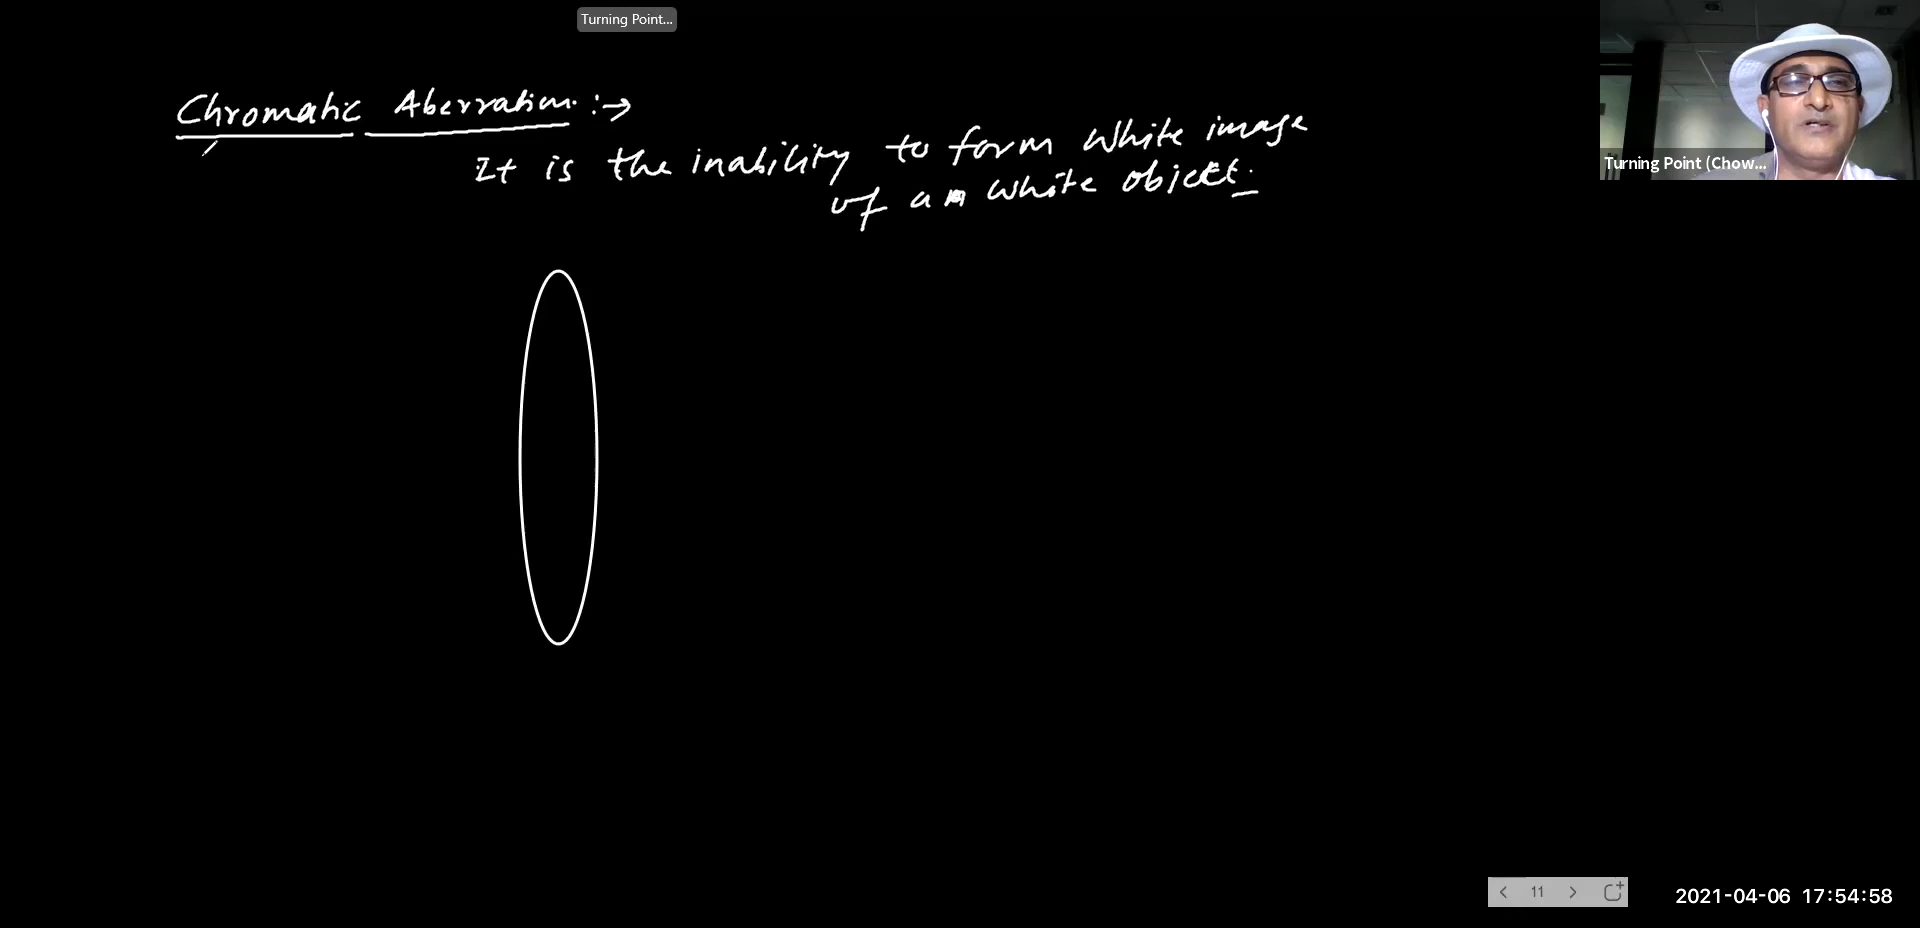 Turning Point...
Chromatic Aberration :→
It is the inability to form white image
of a white object.
Turning Point (Chow...
11
2021-04-06 17:54:58